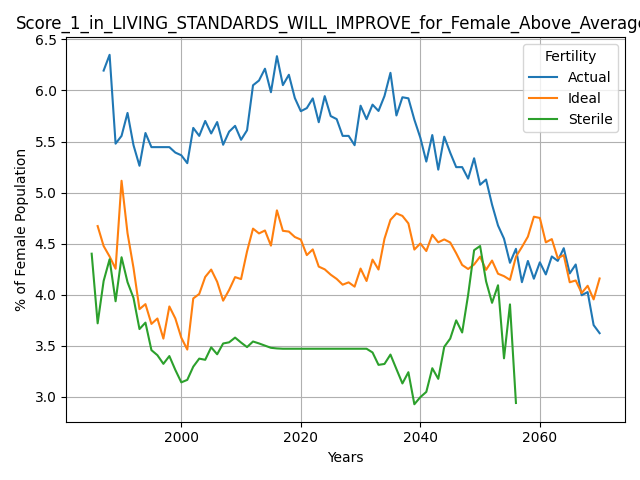 Score_1_in_LIVING_STANDARDS_WILL_IMPROVE_for_Female_Above_Average
6.5
6.0
5.5
5.0
4.5
4.0
3.5
3.0
% of Female Population
Fertility
Actual
Ideal
Sterile
2000
2020
2040
2060
Years